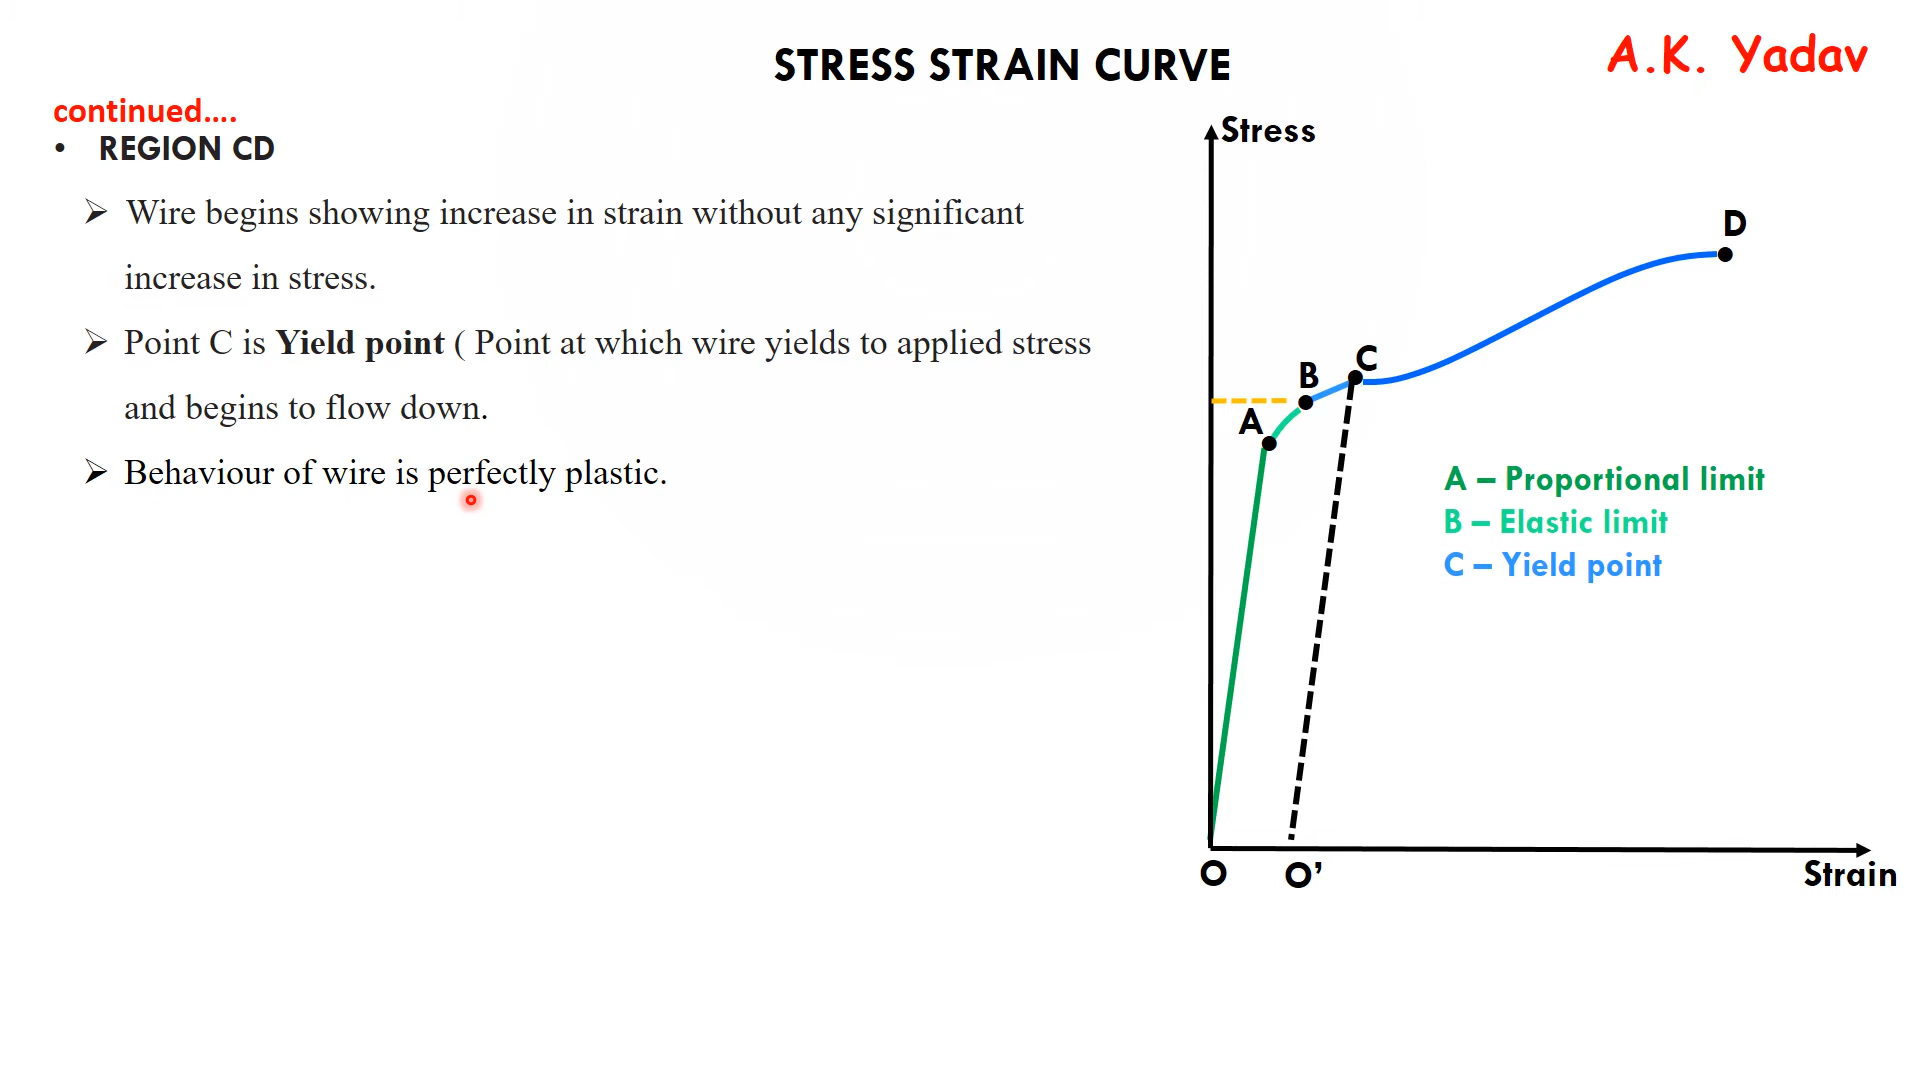 STRESS STRAIN CURVE
A.K. Yadav
continued....
• REGION CD
➢ Wire begins showing increase in strain without any significant
increase in stress.
➢ Point C is Yield point ( Point at which wire yields to applied stress
and begins to flow down.
➢ Behaviour of wire is perfectly plastic.
Stress
D
C
B
A
A – Proportional limit
B – Elastic limit
C – Yield point
O
O’
Strain